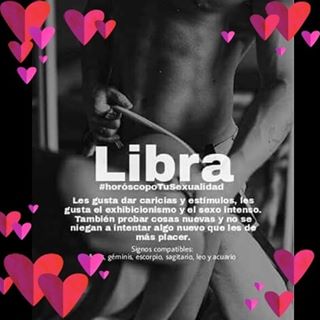 Libra
#horóscopoTuSexualidad
Les gusta dar caricias y estímulos, les
gusta el exhibicionismo y el sexo intenso.
También probar cosas nuevas y no se
niegan a intentar algo nuevo que les de
más placer.
Signos compatibles:
géminis, escorpio, sagitario, leo y acuario